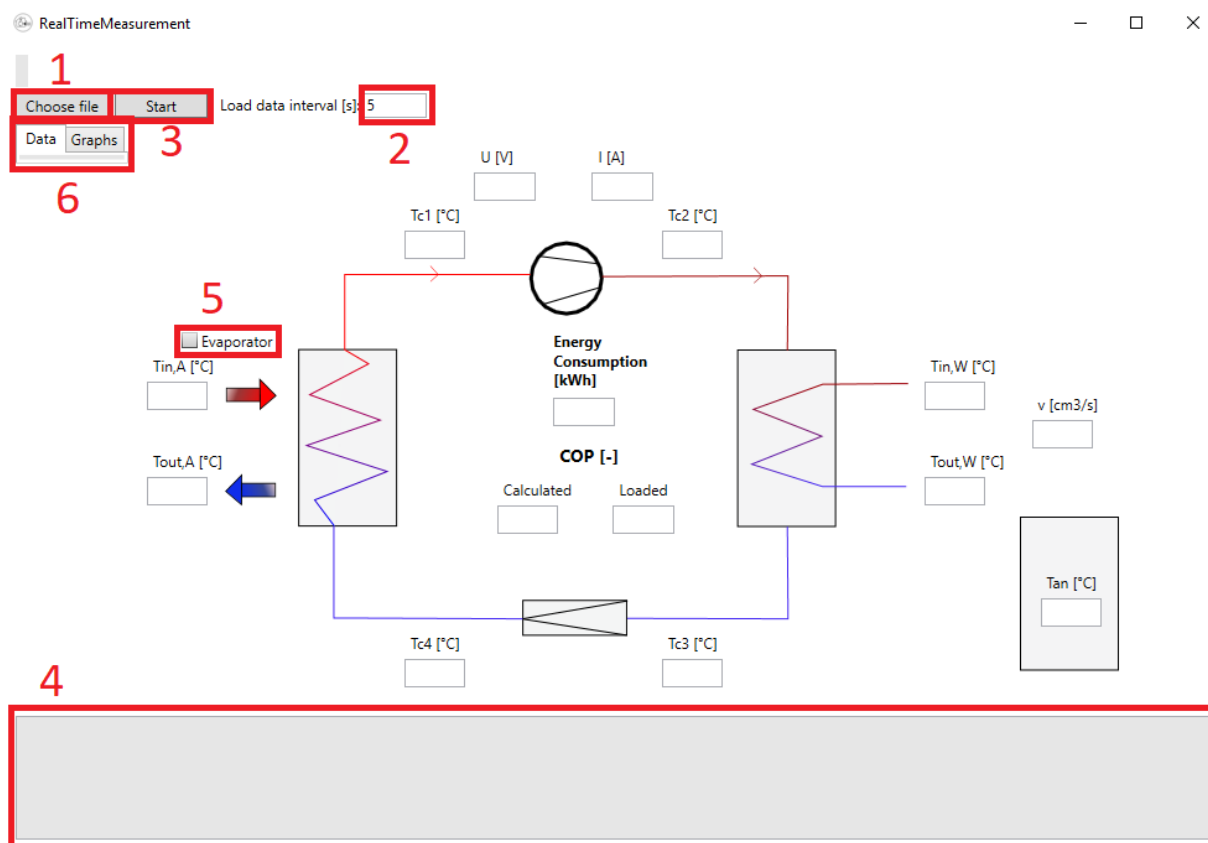 RealTimeMeasurement
1
Choose file
Start
Load data interval [s]:
5
3
2
Data
Graphs
6
U [V]
I [A]
Tc1 [°C]
Tc2 [°C]
5
Evaporator
Energy
Consumption
[kWh]
Tin,A [°C]
Tin,W [°C]
v [cm3/s]
Tout,A [°C]
COP [-]
Tout,W [°C]
Calculated
Loaded
Tan [°C]
Tc4 [°C]
Tc3 [°C]
4